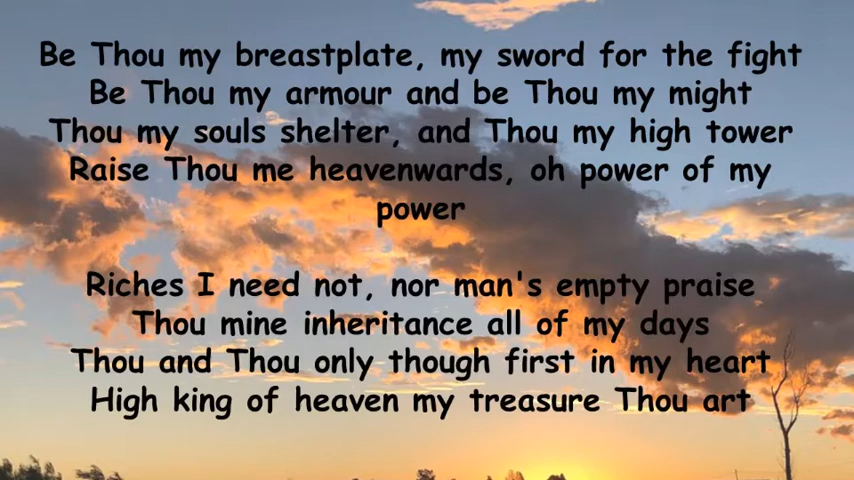 Be Thou my breastplate, my sword for the fight
Be Thou my armour and be Thou my might
Thou my souls shelter, and Thou my high tower
Raise Thou me heavenwards, oh power of my
power
Riches I need not, nor man's empty praise
Thou mine inheritance all of my days
Thou and Thou only though first in my heart
High king of heaven my treasure Thou art